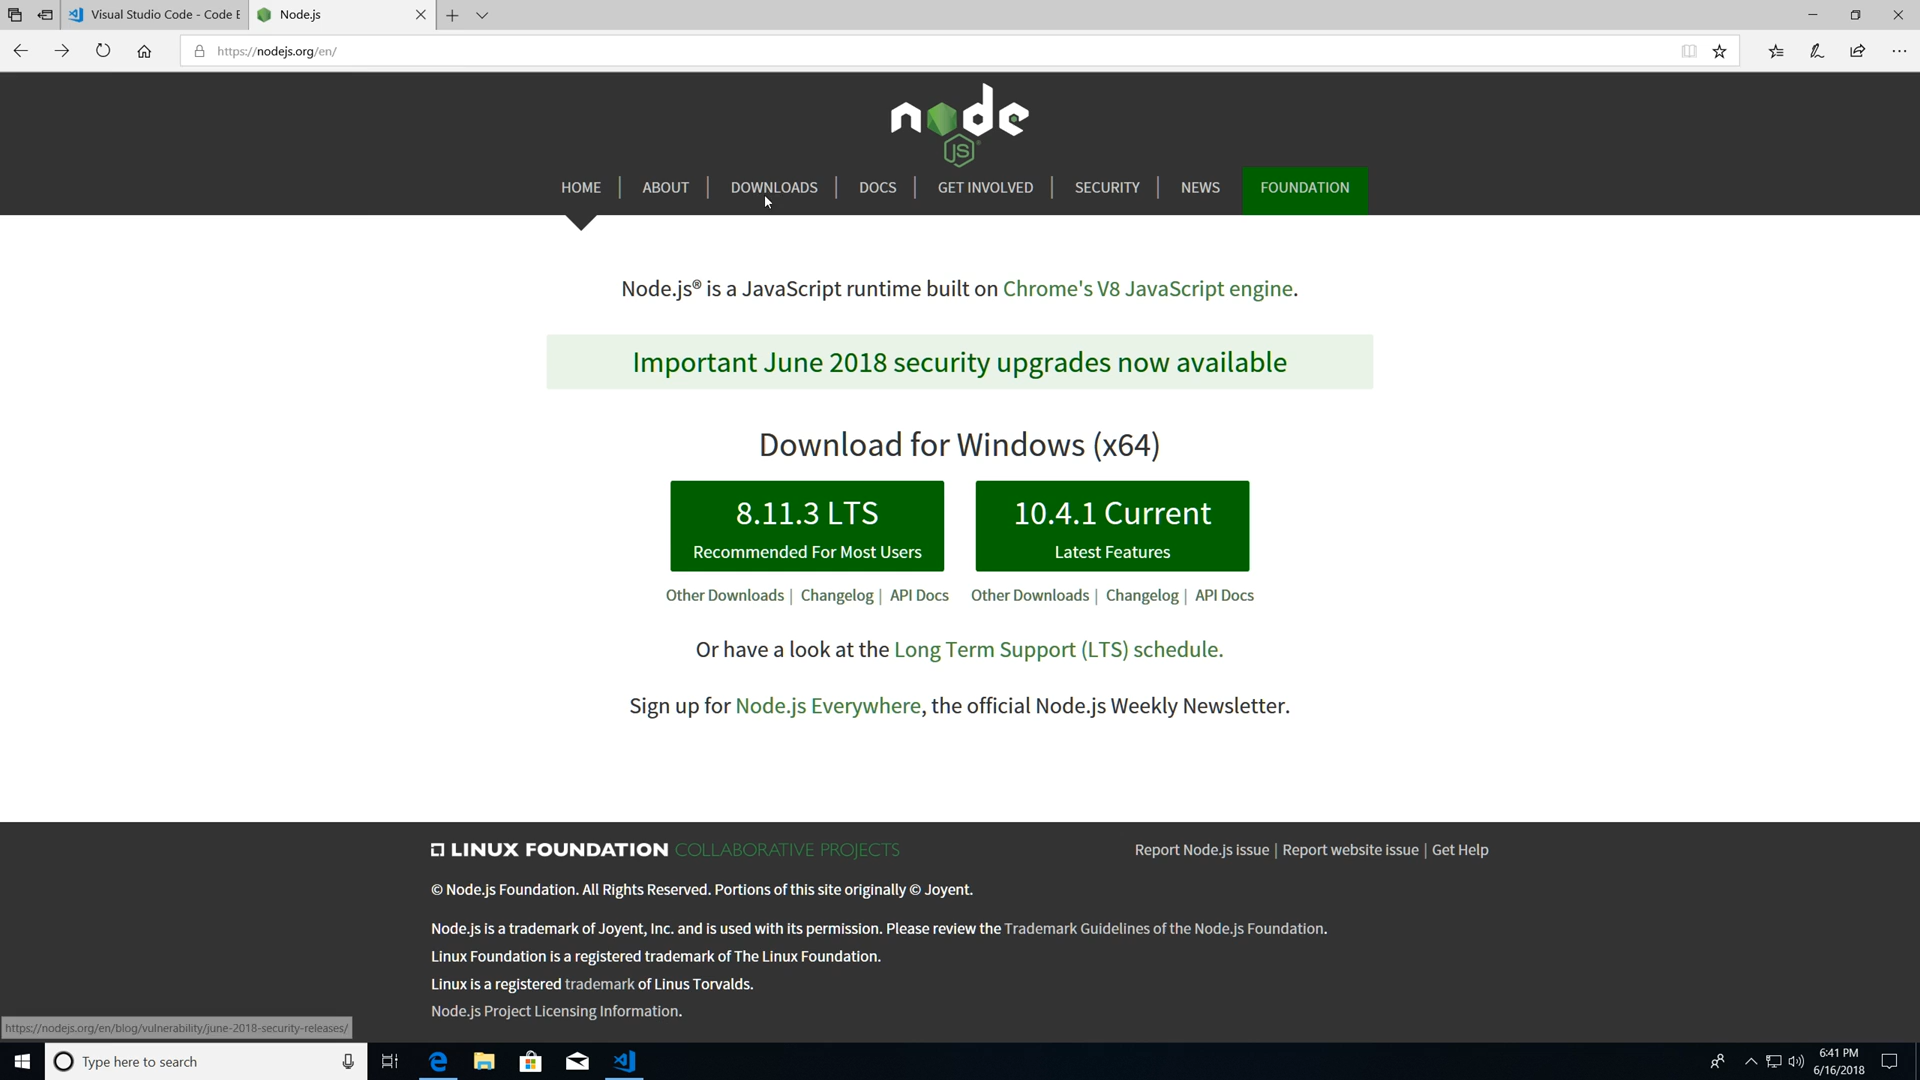 Visual Studio Code - Code E
Node.js
https://nodejs.org/en/
node
JS
HOME | ABOUT | DOWNLOADS | DOCS | GET INVOLVED | SECURITY | NEWS FOUNDATION
Node.js® is a JavaScript runtime built on Chrome's V8 JavaScript engine.
Important June 2018 security upgrades now available
Download for Windows (x64)
8.11.3 LTS
Recommended For Most Users
10.4.1 Current
Latest Features
Other Downloads | Changelog | API Docs
Other Downloads | Changelog | API Docs
Or have a look at the Long Term Support (LTS) schedule.
Sign up for Node.js Everywhere, the official Node.js Weekly Newsletter.
LINUX FOUNDATION COLLABORATIVE PROJECTS
Report Node.js issue | Report website issue | Get Help
© Node.js Foundation. All Rights Reserved. Portions of this site originally © Joyent.
Node.js is a trademark of Joyent, Inc. and is used with its permission. Please review the Trademark Guidelines of the Node.js Foundation.
Linux Foundation is a registered trademark of The Linux Foundation.
Linux is a registered trademark of Linus Torvalds.
Node.js Project Licensing Information.
https://nodejs.org/en/blog/vulnerability/june-2018-security-releases/
Type here to search
6:41 PM
6/16/2018